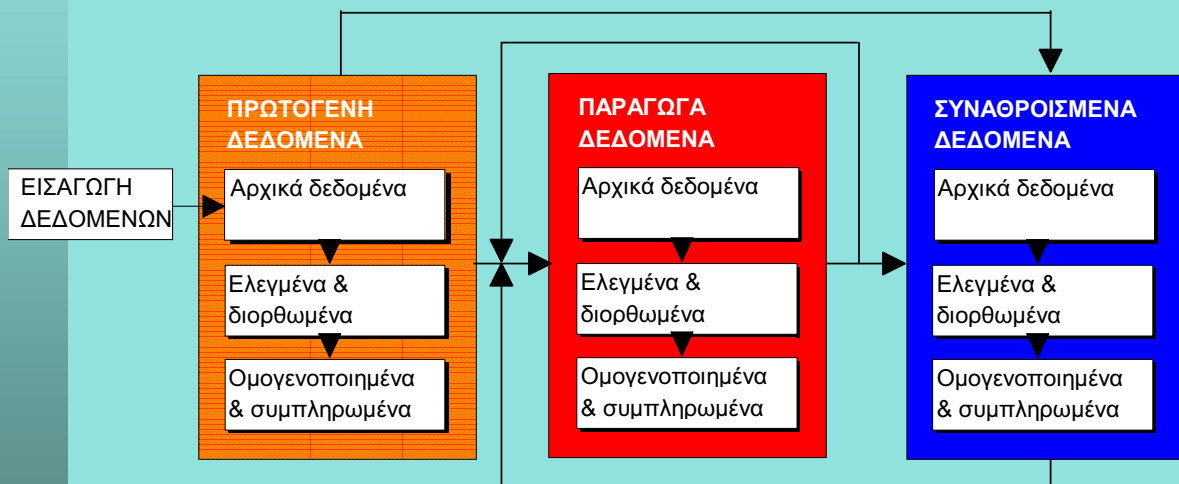 ΕΙΣΑΓΩΓΗ
ΔΕΔΟΜΕΝΩΝ
ΠΡΩΤΟΓΕΝΗ
ΔΕΔΟΜΕΝΑ
Αρχικά δεδομένα
Ελεγμένα &
διορθωμένα
Ομογενοποιημένα
& συμπληρωμένα
ΠΑΡΑΓΩΓΑ
ΔΕΔΟΜΕΝΑ
Αρχικά δεδομένα
Ελεγμένα &
διορθωμένα
Ομογενοποιημένα
& συμπληρωμένα
ΣΥΝΑΘΡΟΙΣΜΕΝΑ
ΔΕΔΟΜΕΝΑ
Αρχικά δεδομένα
Ελεγμένα &
διορθωμένα
Ομογενοποιημένα
& συμπληρωμένα